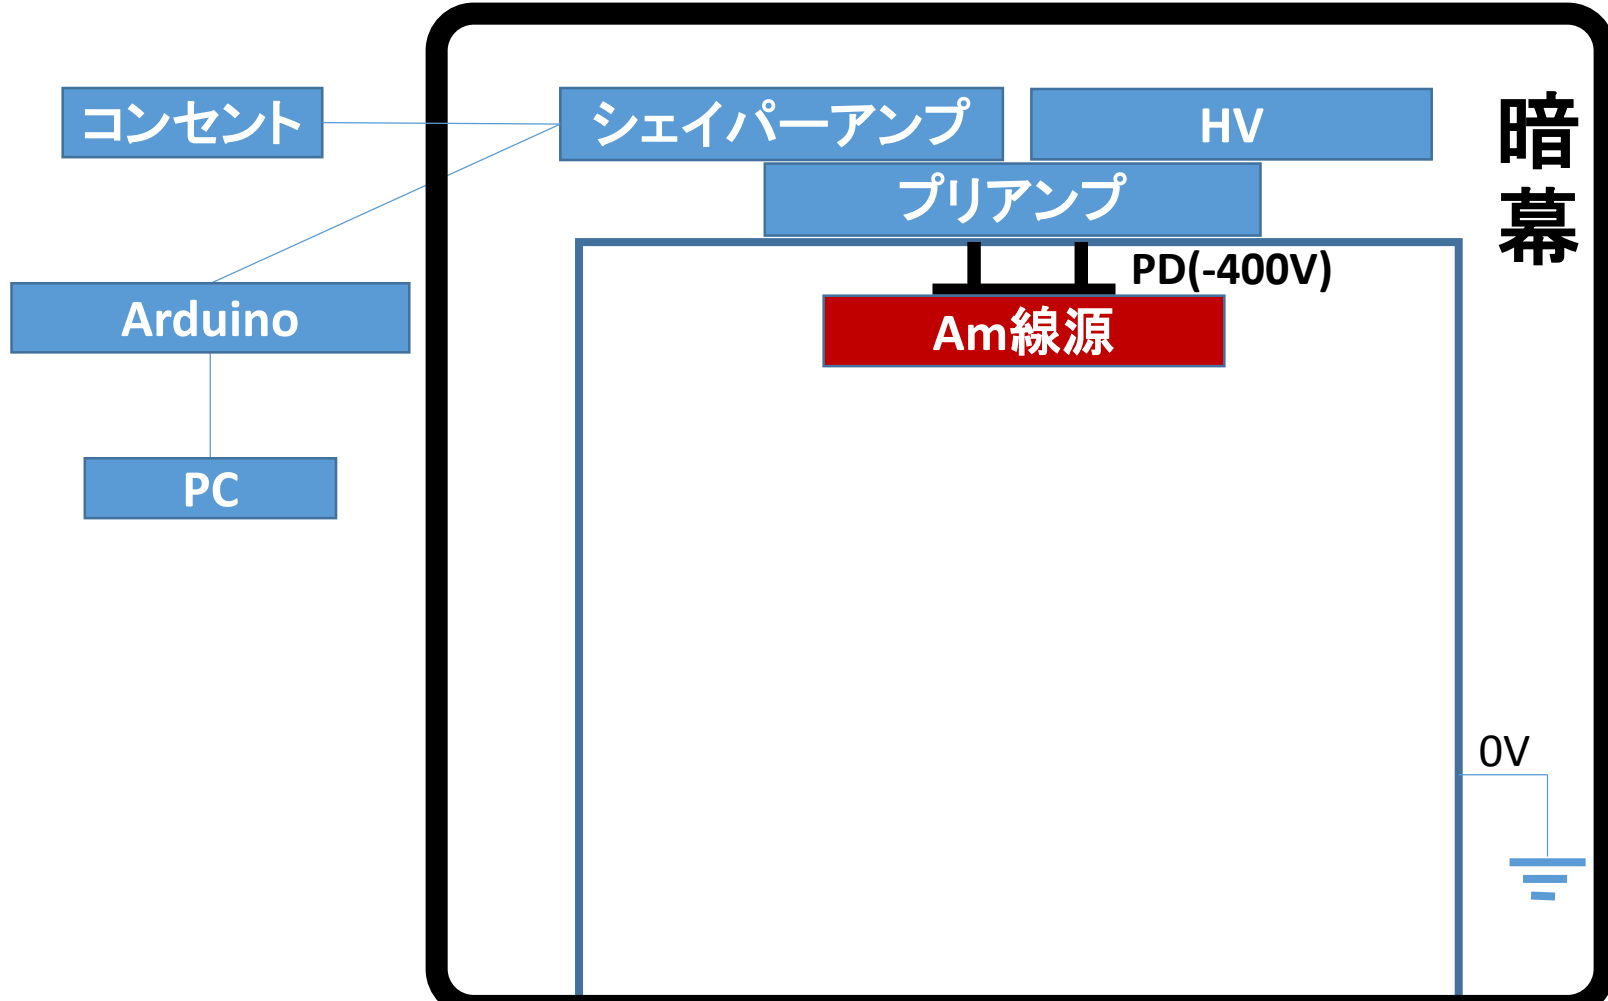 コンセント
シェイパーアンプ
HV
暗幕
プリアンプ
PD(-400V)
Arduino
Am線源
PC
0V